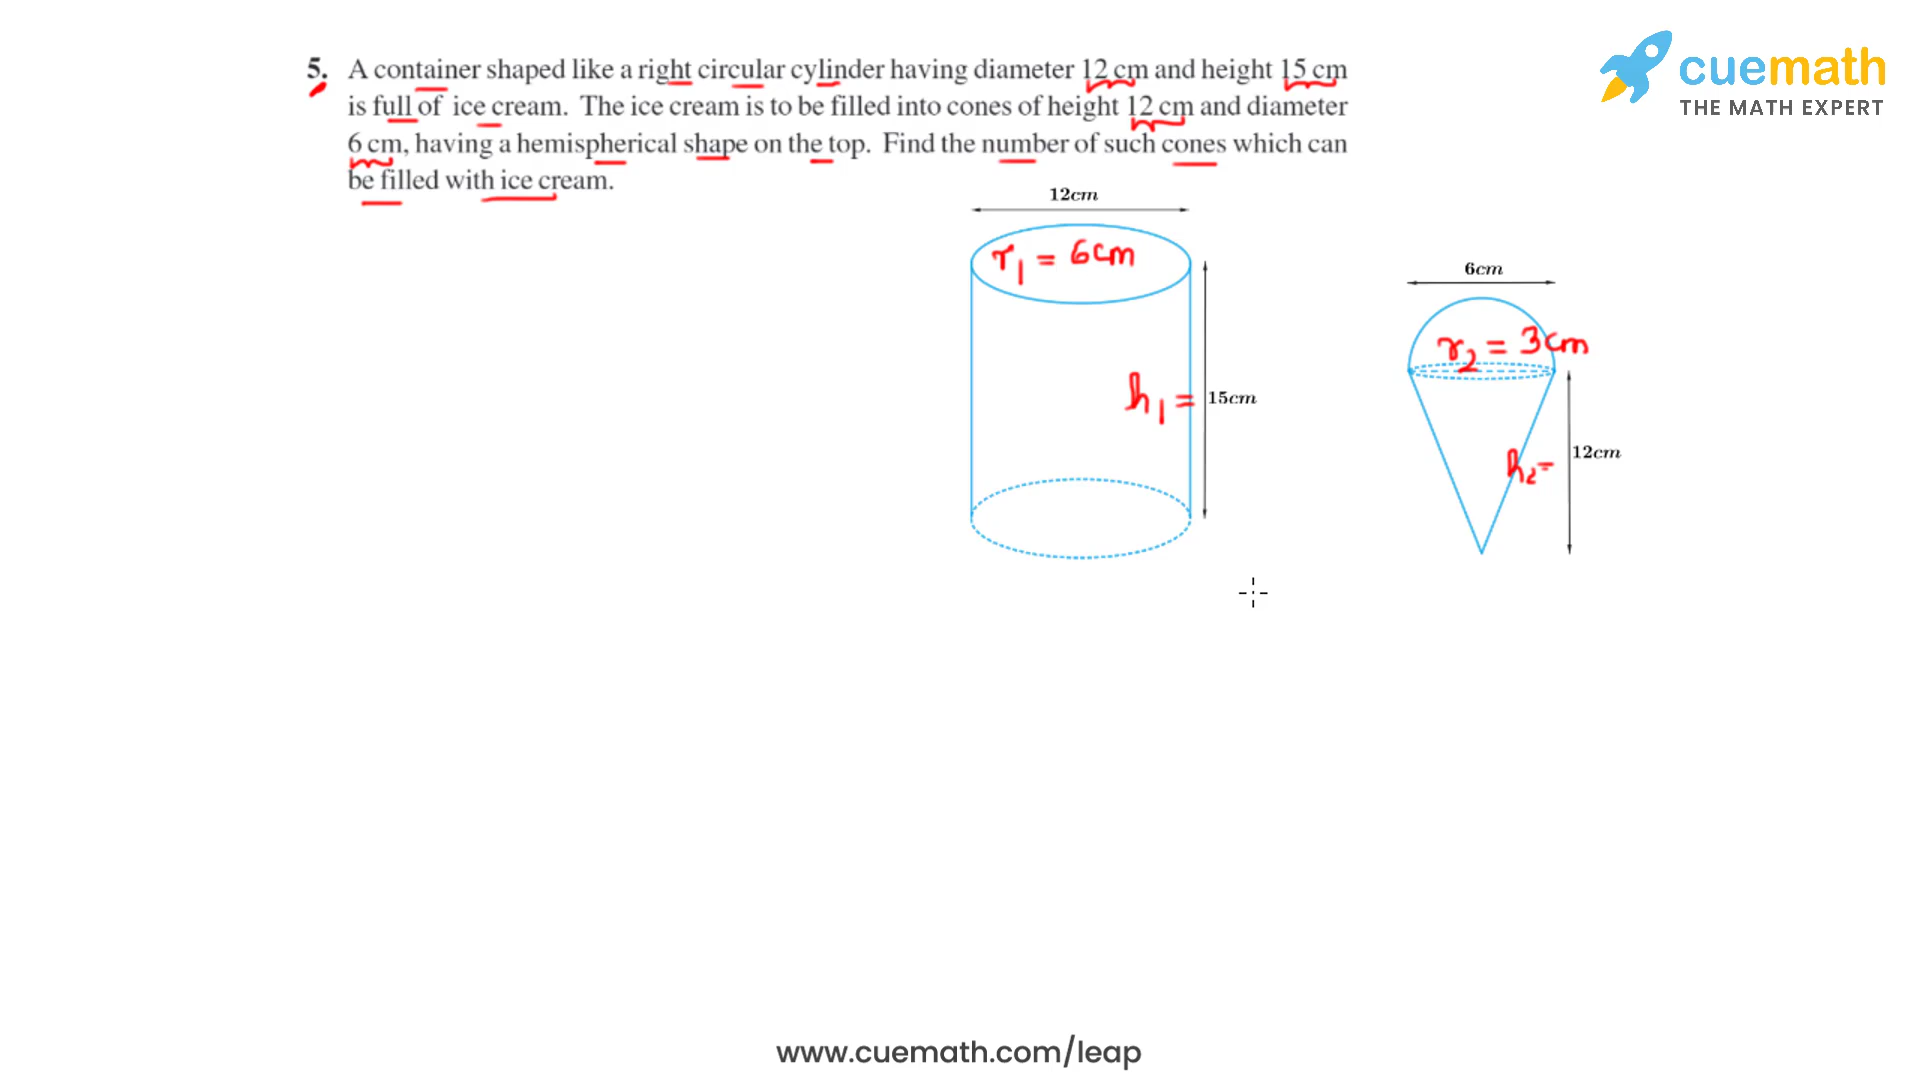 5. A container shaped like a right circular cylinder having diameter 12 cm and height 15 cm
is full of ice cream. The ice cream is to be filled into cones of height 12 cm and diameter
6 cm, having a hemispherical shape on the top. Find the number of such cones which can
be filled with ice cream.
cuemath
THE MATH EXPERT
12cm
r₁ = 6cm
h₁ = 15cm
6cm
r₂ = 3cm
h₂= 12cm
www.cuemath.com/leap